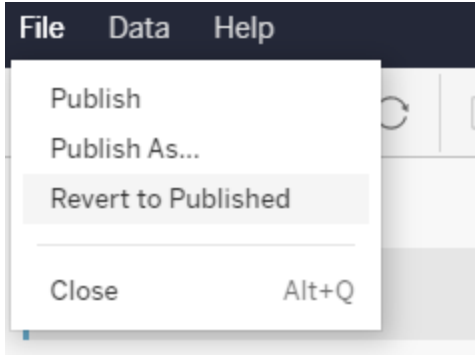 File Data Help
Publish
Publish As...
Revert to Published
Close Alt+Q